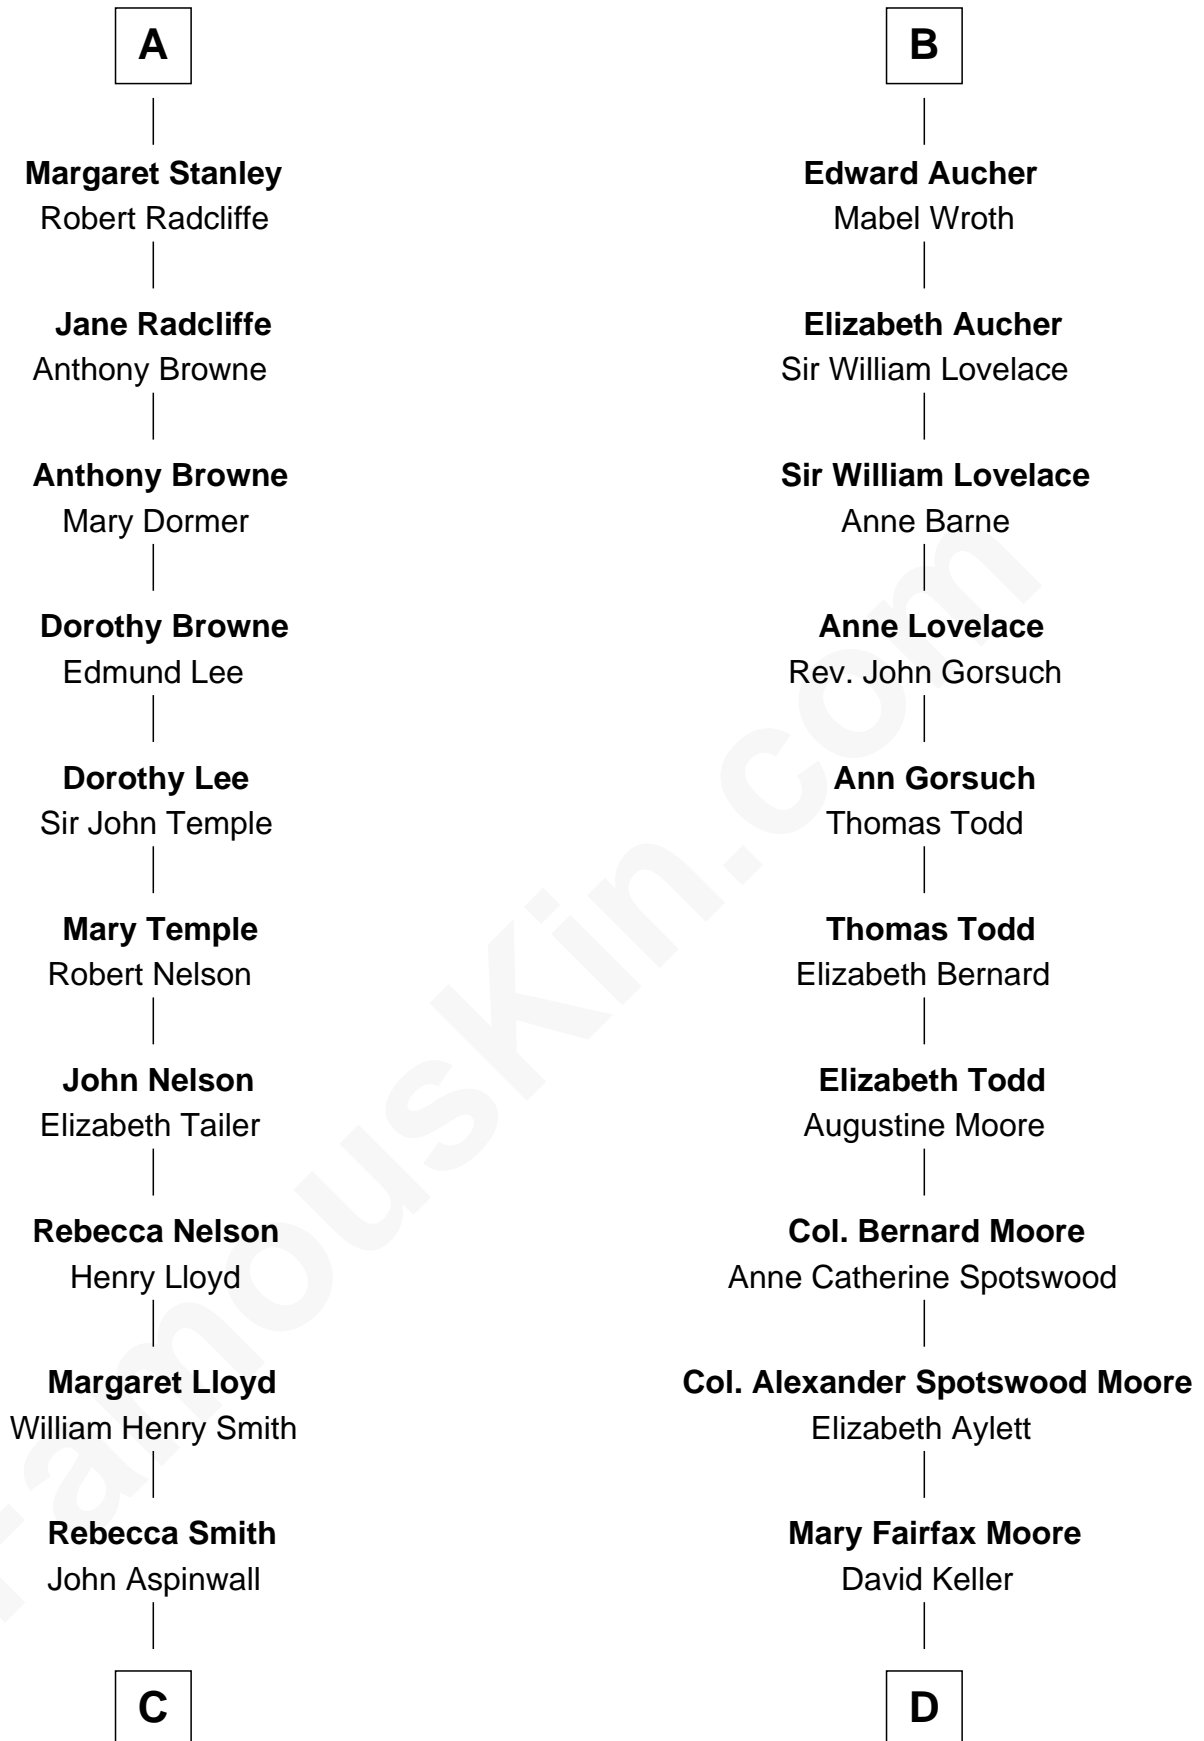 A
Margaret Stanley
Robert Radcliffe
Jane Radcliffe
Anthony Browne
Anthony Browne
Mary Dormer
Dorothy Browne
Edmund Lee
Dorothy Lee
Sir John Temple
Mary Temple
Robert Nelson
John Nelson
Elizabeth Tailer
Rebecca Nelson
Henry Lloyd
Margaret Lloyd
William Henry Smith
Rebecca Smith
John Aspinwall
C
B
Edward Aucher
Mabel Wroth
Elizabeth Aucher
Sir William Lovelace
Sir William Lovelace
Anne Barne
Anne Lovelace
Rev. John Gorsuch
Ann Gorsuch
Thomas Todd
Thomas Todd
Elizabeth Bernard
Elizabeth Todd
Augustine Moore
Col. Bernard Moore
Anne Catherine Spotswood
Col. Alexander Spotswood Moore
Elizabeth Aylett
Mary Fairfax Moore
David Keller
D
FamousKin.com